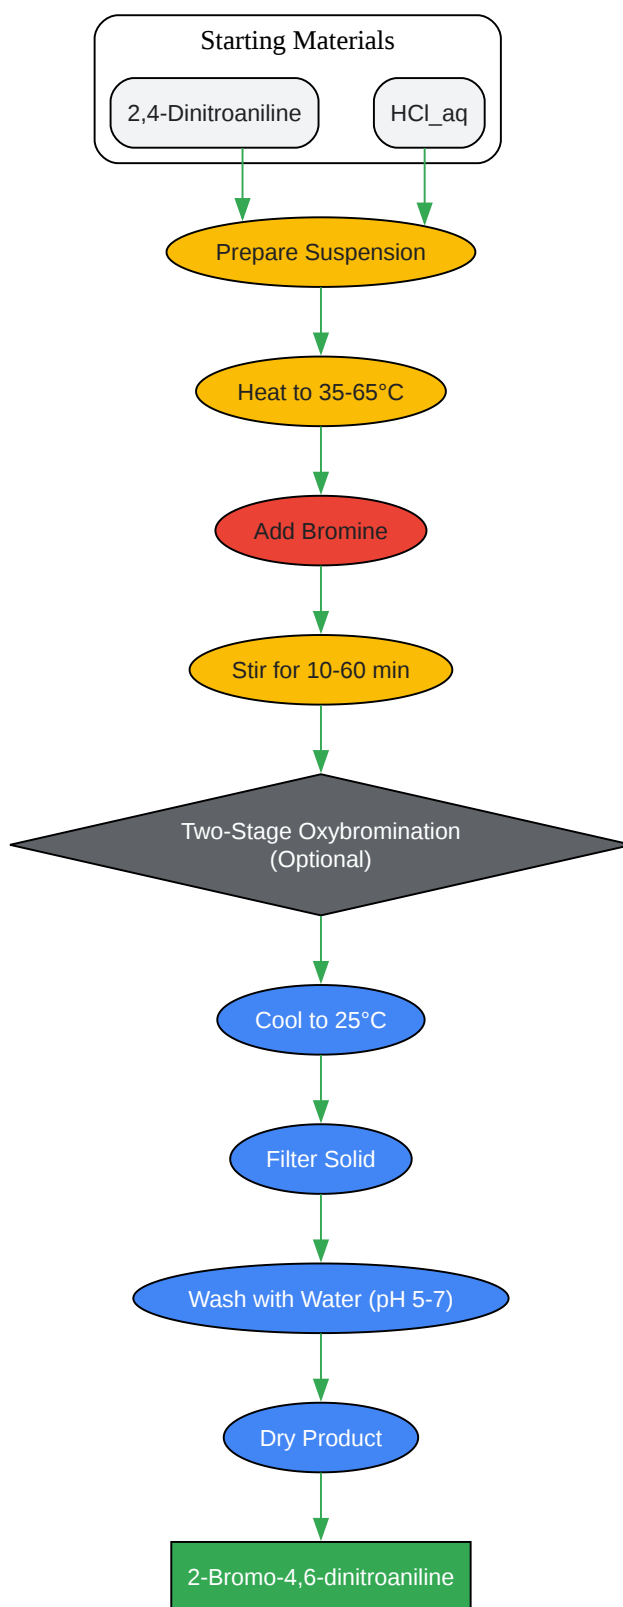 Starting Materials
2,4-Dinitroaniline
HCl_aq
Prepare Suspension
Heat to 35-65°C
Add Bromine
Stir for 10-60 min
Two-Stage Oxybromination
(Optional)
Cool to 25°C
Filter Solid
Wash with Water (pH 5-7)
Dry Product
2-Bromo-4,6-dinitroaniline